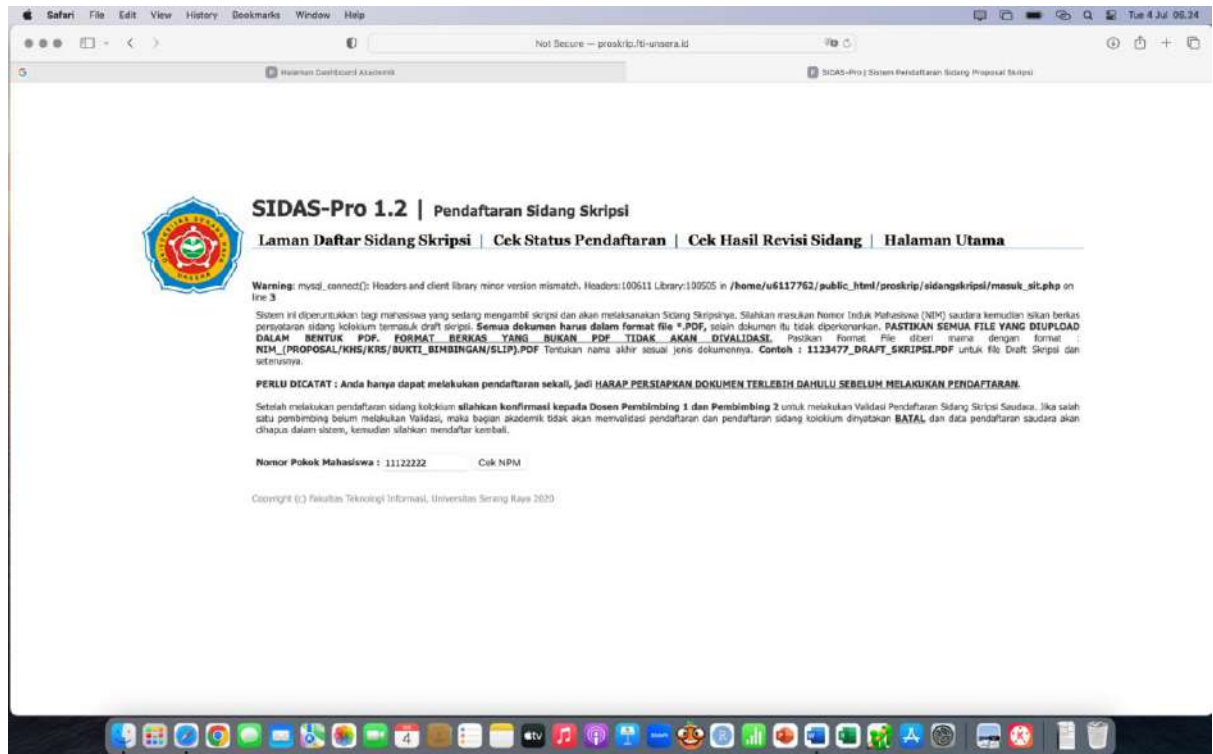 Safari File Edit View History Bookmarks Window Help Tue 4 Jul 06.24
Not Secure — proskrip.fti-unsera.id
Halaman Dashboard Akademik SIDAS-Pro | Sistem Pendaftaran Sidang Proposal Skripsi
SIDAS-Pro 1.2 | Pendaftaran Sidang Skripsi
Laman Daftar Sidang Skripsi | Cek Status Pendaftaran | Cek Hasil Revisi Sidang | Halaman Utama
Warning: mysql_connect(): Headers and client library minor version mismatch. Headers:100611 Library:100505 in /home/u6117762/public_html/proskrip/sidangskripsi/masuk_sit.php on
line 3
Sistem ini diperuntukkan bagi mahasiswa yang sedang mengambil skripsi dan akan melaksanakan Sidang Skripsinya. Silahkan masukan Nomor Induk Mahasiswa (NIM) saudara kemudian isikan berkas
persyataran sidang kolokium termasuk draft skripsi. Semua dokumen harus dalam format file *.PDF, selain dokumen itu tidak diperkenankan. PASTIKAN SEMUA FILE YANG DIUPLOAD
DALAM BENTUK PDF. FORMAT BERKAS YANG BUKAN PDF TIDAK AKAN DIVALIDASI. Pastikan Format File diberi mama dengan format :
NIM_(PROPOSAL/KHS/KRS/BUKTI_BIMBINGAN/SLIP).PDF Tentukan nama akhir sesuai jenis dokumennya. Contoh : 1123477_DRAFT_SKRIPSI.PDF untuk file Draft Skripsi dan
seterusnya.
PERLU DICATAT : Anda hanya dapat melakukan pendaftaran sekali, jadi HARAP PERSIAPKAN DOKUMEN TERLEBIH DAHULU SEBELUM MELAKUKAN PENDAFTARAN.
Setelah melakukan pendaftaran sidang kolokium silahkan konfirmasi kepada Dosen Pembimbing 1 dan Pembimbing 2 untuk melakukan Validasi Pendaftaran Sidang Skripsi Saudara. Jika salah
satu pembimbing belum melakukan Validasi, maka bagian akademik tidak akan memvalidasi pendaftaran dan pendaftaran sidang kolokium dinyatakan BATAL dan data pendaftaran saudara akan
dihapus dalam sistem, kemudian silahkan mendaftar kembali.
Nomor Pokok Mahasiswa : 11122222 Cek NPM
Copyright (c) Fakultas Teknologi Informasi, Universitas Serang Raya 2020